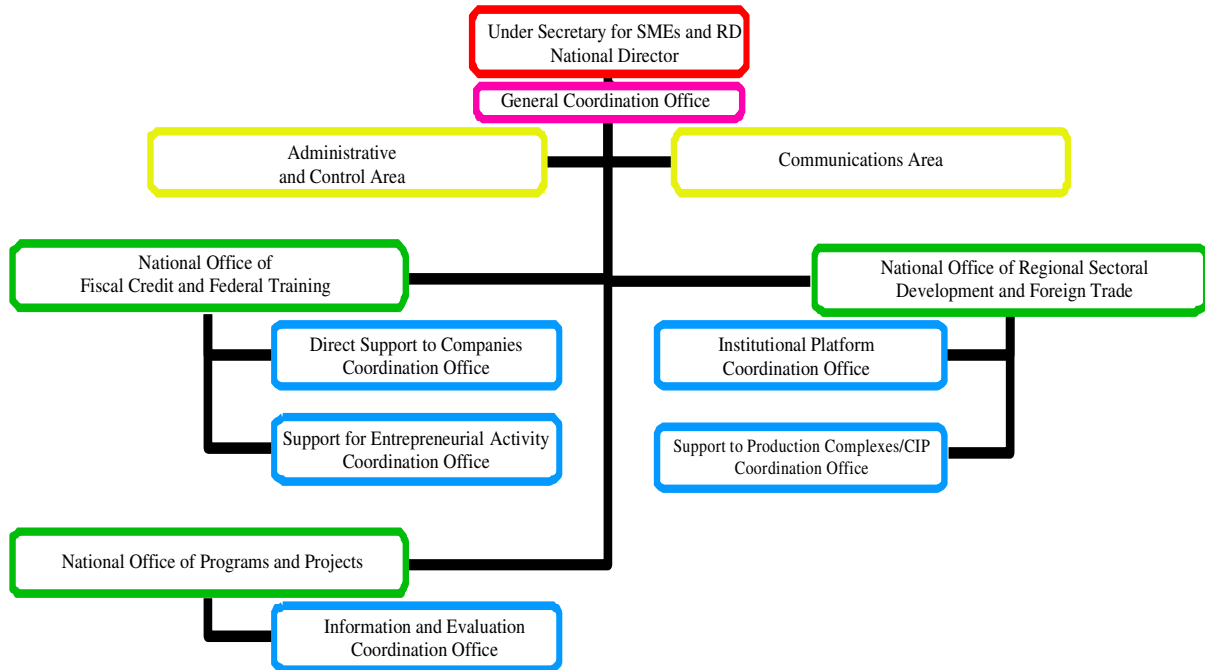 Under Secretary for SMEs and RD
National Director
General Coordination Office
Administrative
and Control Area
Communications Area
National Office of
Fiscal Credit and Federal Training
National Office of Regional Sectoral
Development and Foreign Trade
Direct Support to Companies
Coordination Office
Institutional Platform
Coordination Office
Support for Entrepreneurial Activity
Coordination Office
Support to Production Complexes/CIP
Coordination Office
National Office of Programs and Projects
Information and Evaluation
Coordination Office